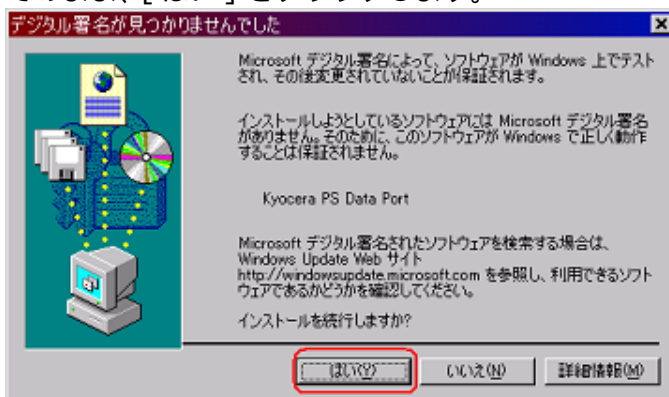 デジタル署名が見つかりませんでした
Microsoft デジタル署名によって、ソフトウェアが Windows 上でテスト
され、その後変更されていないことが保証されます。
インストールしようとしているソフトウェアには Microsoft デジタル署名
がありません。そのために、このソフトウェアが Windows で正しく動作
することは保証されません。
Kyocera PS Data Port
Microsoft デジタル署名されたソフトウェアを検索する場合は、
Windows Update Web サイト
http://windowsupdate.microsoft.com を参照し、利用できるソフト
ウェアであるかどうかを確認してください。
インストールを続行しますか?
はい(Y) いいえ(N) 詳細情報(M)